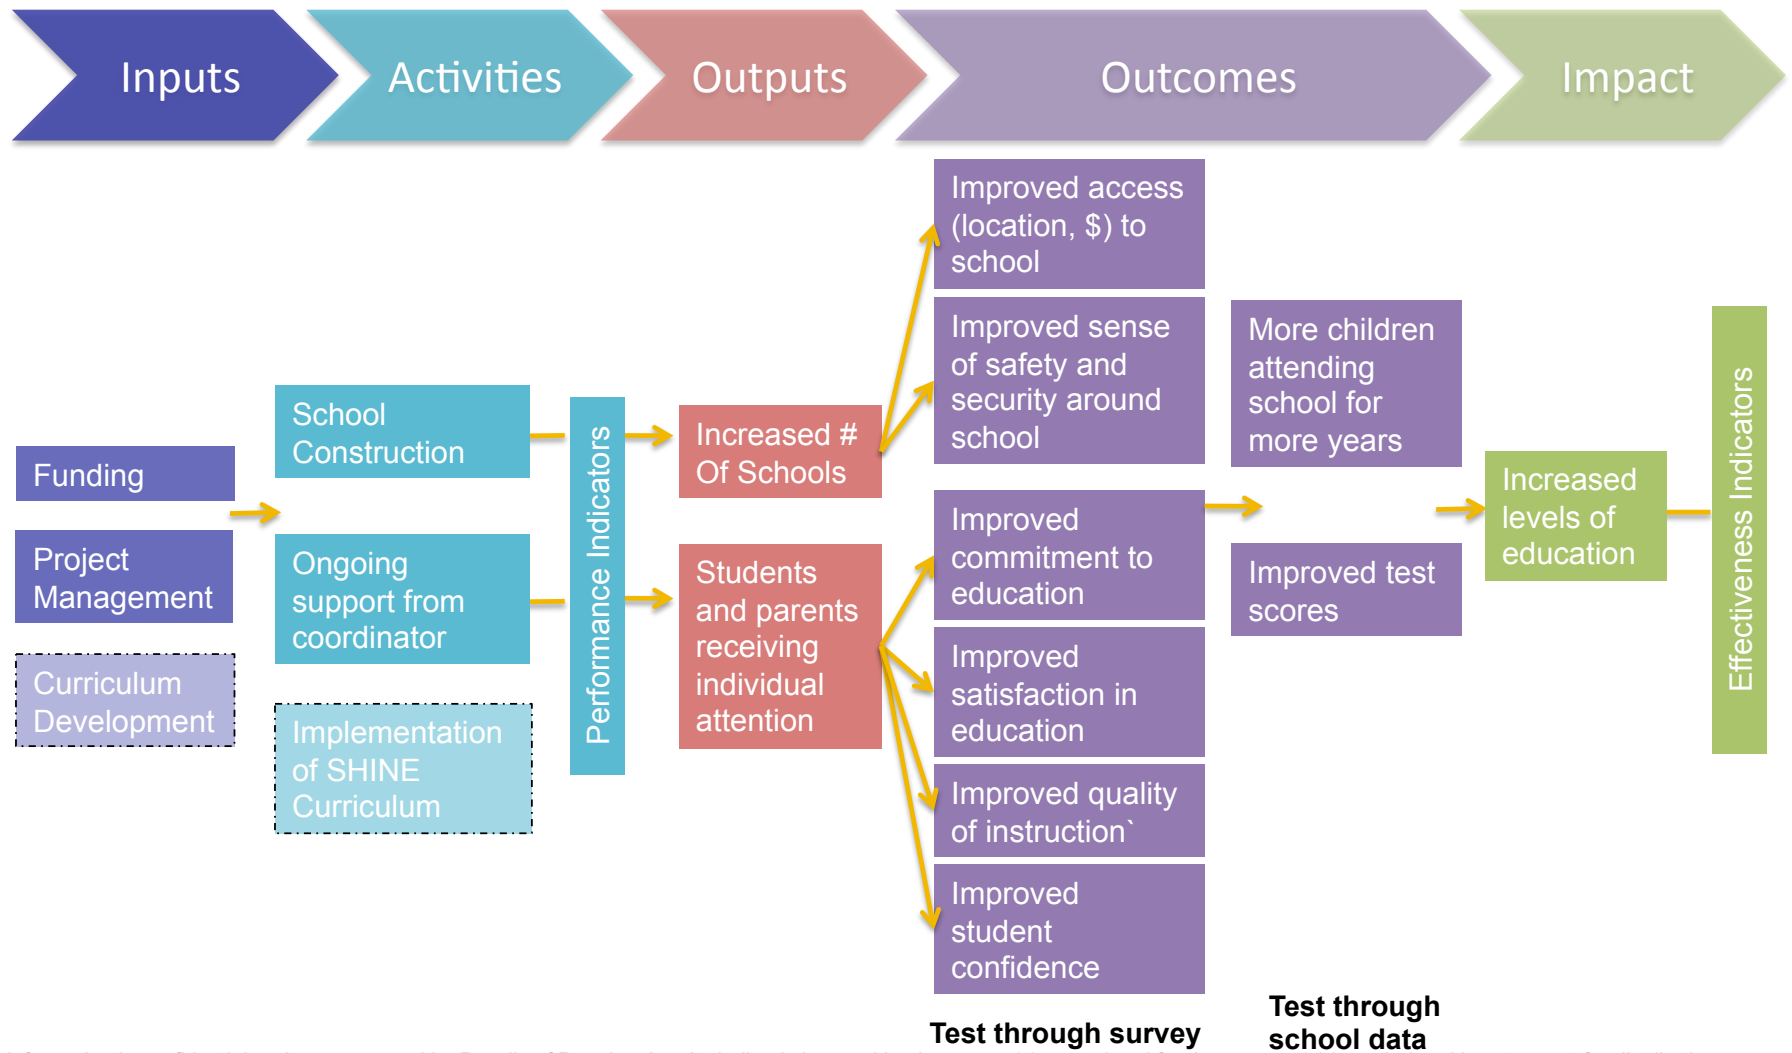 Inputs
Activities
Outputs
Outcomes
Impact
Funding
Project
Management
Curriculum
Development
School
Construction
Ongoing
support from
coordinator
Implementation
of SHINE
Curriculum
Performance Indicators
Increased #
Of Schools
Students
and parents
receiving
individual
attention
Improved access
(location, $) to
school
Improved sense
of safety and
security around
school
Improved
commitment to
education
Improved
satisfaction in
education
Improved quality
of instruction`
Improved
student
confidence
Test through survey
More children
attending
school for
more years
Improved test
scores
Test through
school data
Increased
levels of
education
Effectiveness Indicators